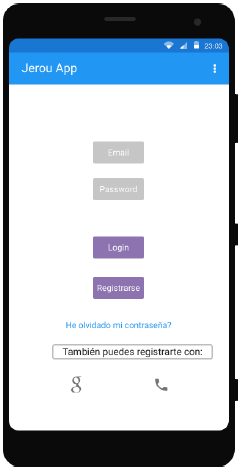 23:03
Jerou App
Email
Password
Login
Registrarse
He olvidado mi contraseña?
También puedes registrarte con:
g